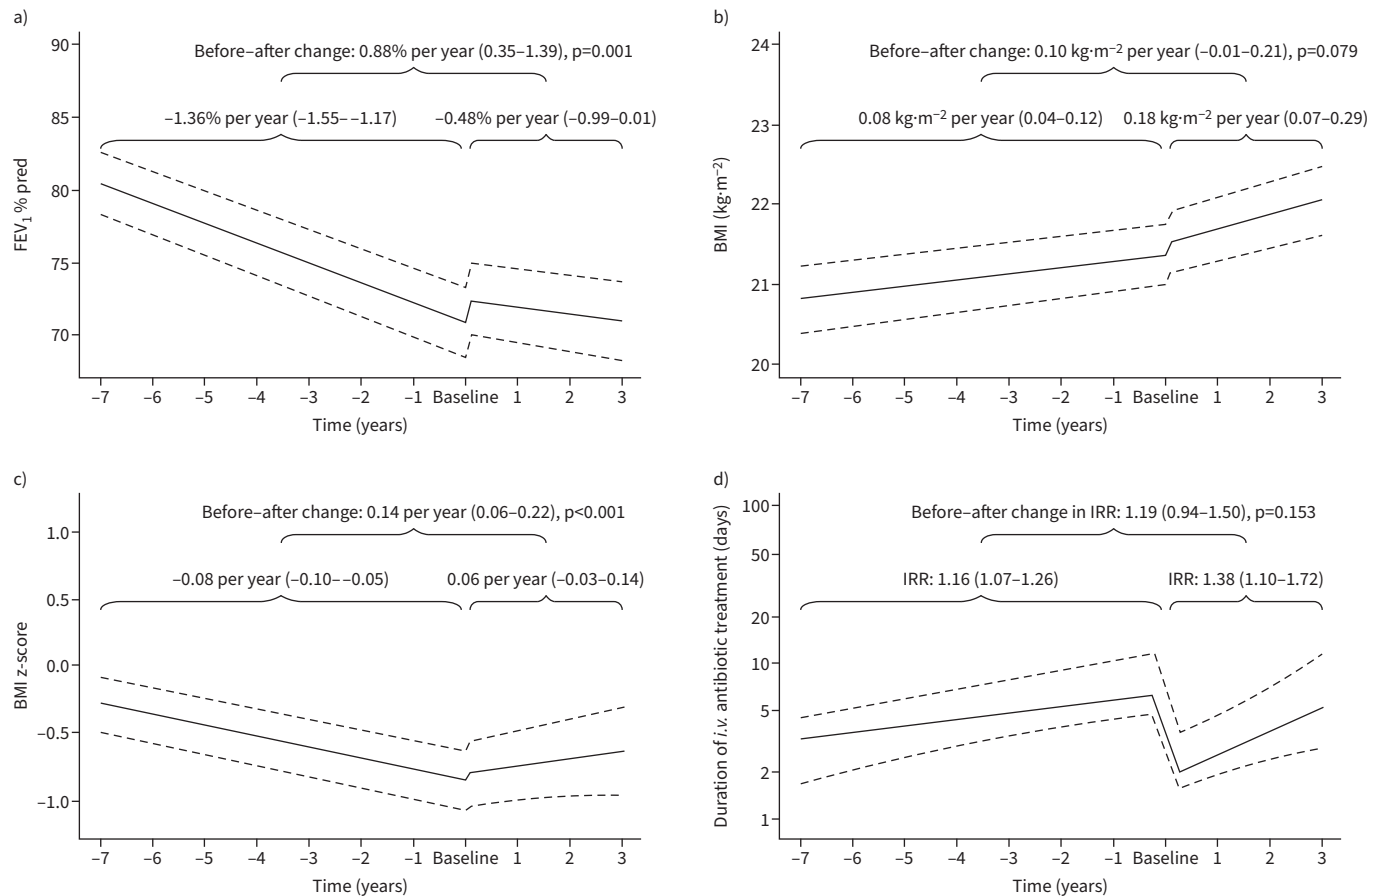 a)
Before–after change: 0.88% per year (0.35–1.39), p=0.001
–1.36% per year (–1.55– –1.17)
–0.48% per year (–0.99–0.01)
90
85
80
75
70
FEV1 % pred
–7 –6 –5 –4 –3 –2 –1 Baseline 1 2 3
Time (years)
b)
Before–after change: 0.10 kg·m–2 per year (–0.01–0.21), p=0.079
0.08 kg·m–2 per year (0.04–0.12)
0.18 kg·m–2 per year (0.07–0.29)
24
23
22
21
20
BMI (kg·m–2)
–7 –6 –5 –4 –3 –2 –1 Baseline 1 2 3
Time (years)
c)
Before–after change: 0.14 per year (0.06–0.22), p<0.001
–0.08 per year (–0.10– –0.05)
0.06 per year (–0.03–0.14)
1.0
0.5
0.0
–0.5
–1.0
BMI z-score
–7 –6 –5 –4 –3 –2 –1 Baseline 1 2 3
Time (years)
d)
Before–after change in IRR: 1.19 (0.94–1.50), p=0.153
IRR: 1.16 (1.07–1.26)
IRR: 1.38 (1.10–1.72)
100
50
20
10
5
2
1
Duration of i.v. antibiotic treatment (days)
–7 –6 –5 –4 –3 –2 –1 Baseline 1 2 3
Time (years)